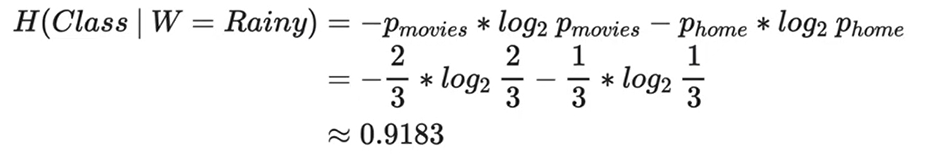 H(Class | W = Rainy) = −p_movies * log_2 p_movies − p_home * log_2 p_home
= −2/3 * log_2 2/3 − 1/3 * log_2 1/3
≈ 0.9183